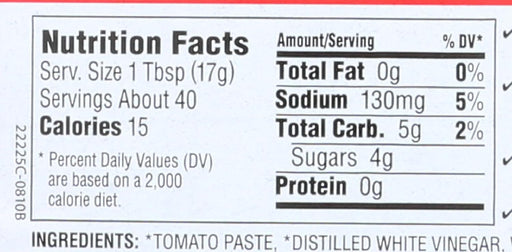 Nutrition Facts
Serv. Size 1 Tbsp (17g)
Servings About 40
Calories 15
* Percent Daily Values (DV)
are based on a 2,000
calorie diet.
Amount/Serving % DV*
Total Fat 0g 0%
Sodium 130mg 5%
Total Carb. 5g 2%
Sugars 4g
Protein 0g
22225C-0810B
INGREDIENTS: *TOMATO PASTE, *DISTILLED WHITE VINEGAR,